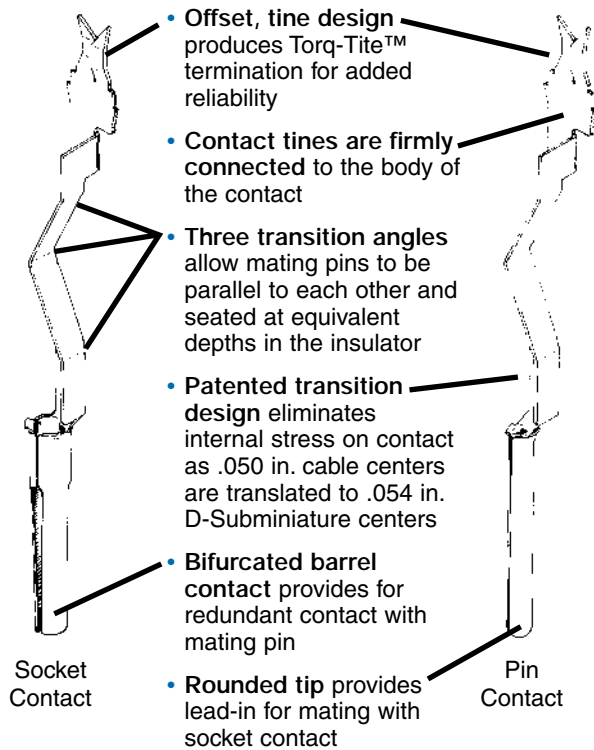 • Offset, tine design
produces Torq-Tite™
termination for added
reliability
• Contact tines are firmly
connected to the body of
the contact
• Three transition angles
allow mating pins to be
parallel to each other and
seated at equivalent
depths in the insulator
• Patented transition
design eliminates
internal stress on contact
as .050 in. cable centers
are translated to .054 in.
D-Subminiature centers
• Bifurcated barrel
contact provides for
redundant contact with
mating pin
• Rounded tip provides
lead-in for mating with
socket contact
Socket
Contact
Pin
Contact